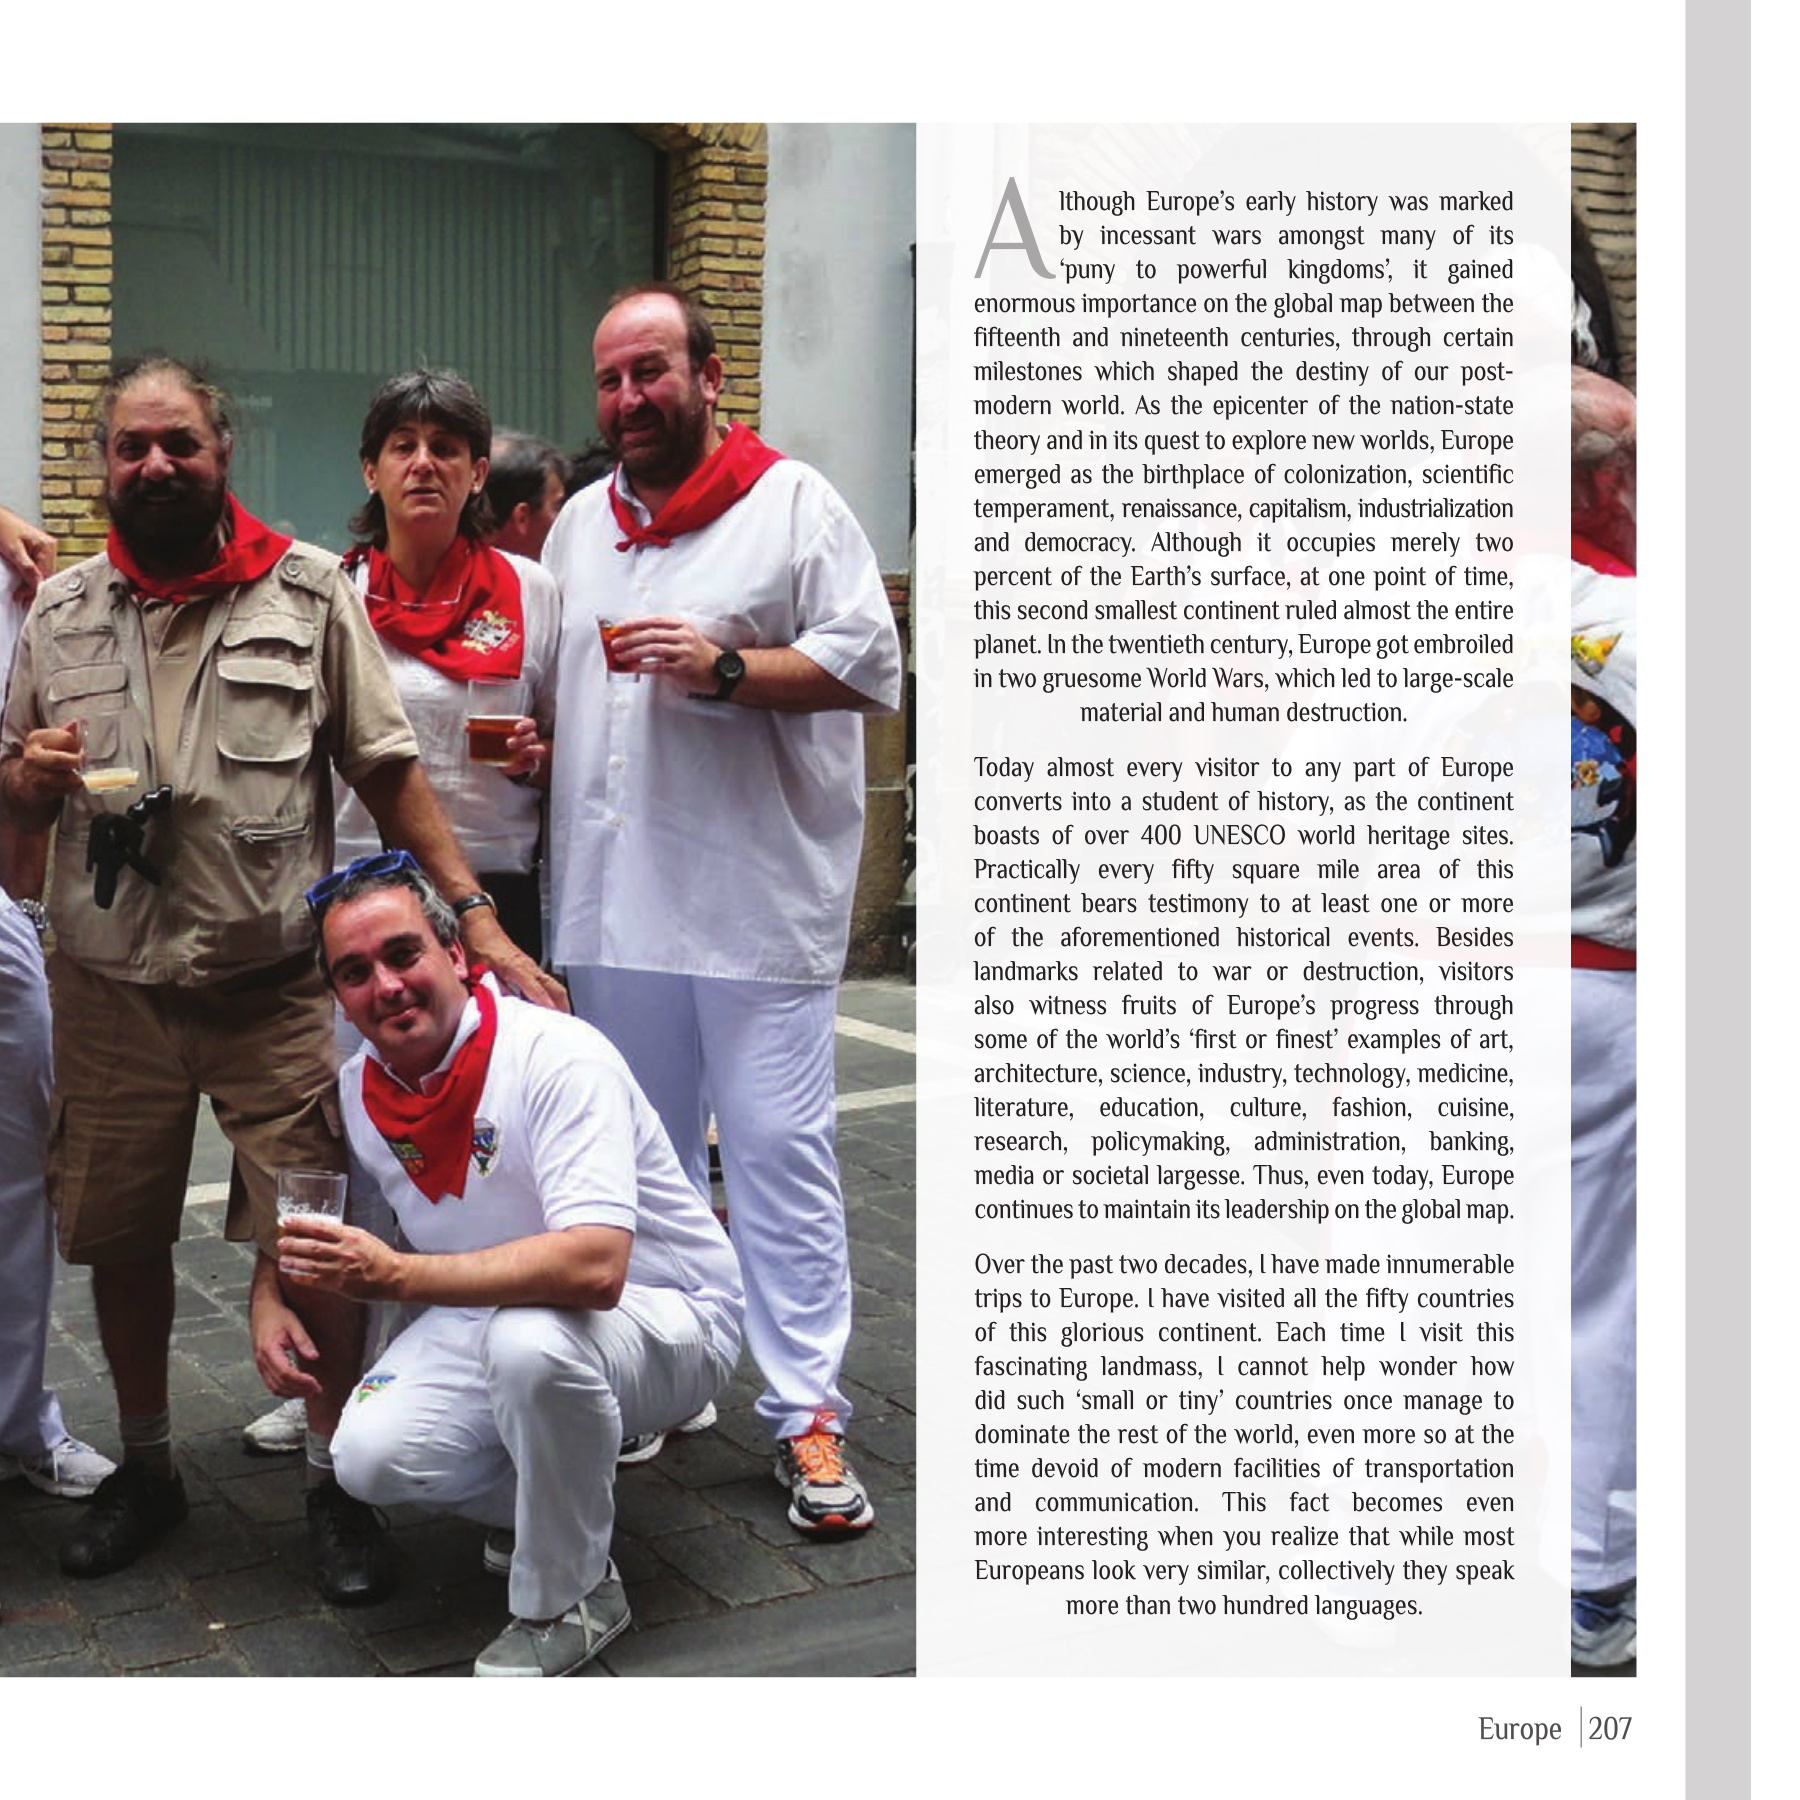 Although Europe’s early history was marked
by incessant wars amongst many of its
‘puny to powerful kingdoms’, it gained
enormous importance on the global map between the
fifteenth and nineteenth centuries, through certain
milestones which shaped the destiny of our post-
modern world. As the epicenter of the nation-state
theory and in its quest to explore new worlds, Europe
emerged as the birthplace of colonization, scientific
temperament, renaissance, capitalism, industrialization
and democracy. Although it occupies merely two
percent of the Earth’s surface, at one point of time,
this second smallest continent ruled almost the entire
planet. In the twentieth century, Europe got embroiled
in two gruesome World Wars, which led to large-scale
material and human destruction.
Today almost every visitor to any part of Europe
converts into a student of history, as the continent
boasts of over 400 UNESCO world heritage sites.
Practically every fifty square mile area of this
continent bears testimony to at least one or more
of the aforementioned historical events. Besides
landmarks related to war or destruction, visitors
also witness fruits of Europe’s progress through
some of the world’s ‘first or finest’ examples of art,
architecture, science, industry, technology, medicine,
literature, education, culture, fashion, cuisine,
research, policymaking, administration, banking,
media or societal largesse. Thus, even today, Europe
continues to maintain its leadership on the global map.
Over the past two decades, I have made innumerable
trips to Europe. I have visited all the fifty countries
of this glorious continent. Each time I visit this
fascinating landmass, I cannot help wonder how
did such ‘small or tiny’ countries once manage to
dominate the rest of the world, even more so at the
time devoid of modern facilities of transportation
and communication. This fact becomes even
more interesting when you realize that while most
Europeans look very similar, collectively they speak
more than two hundred languages.
Europe | 207